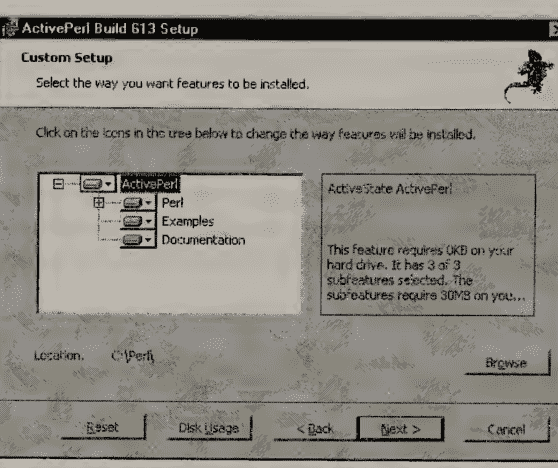 ActivePerl Build 613 Setup
Custom Setup
Select the way you want features to be installed.
Click on the icons in the tree below to change the way features will be installed.
ActivePerl
Perl
Examples
Documentation
ActiveState ActivePerl
This feature requires 0KB on your
hard drive. It has 3 of 3
subfeatures selected. The
subfeatures require 30MB on you...
Location: C:\Perl\
Browse
Reset Disk Usage < Back Next > Cancel